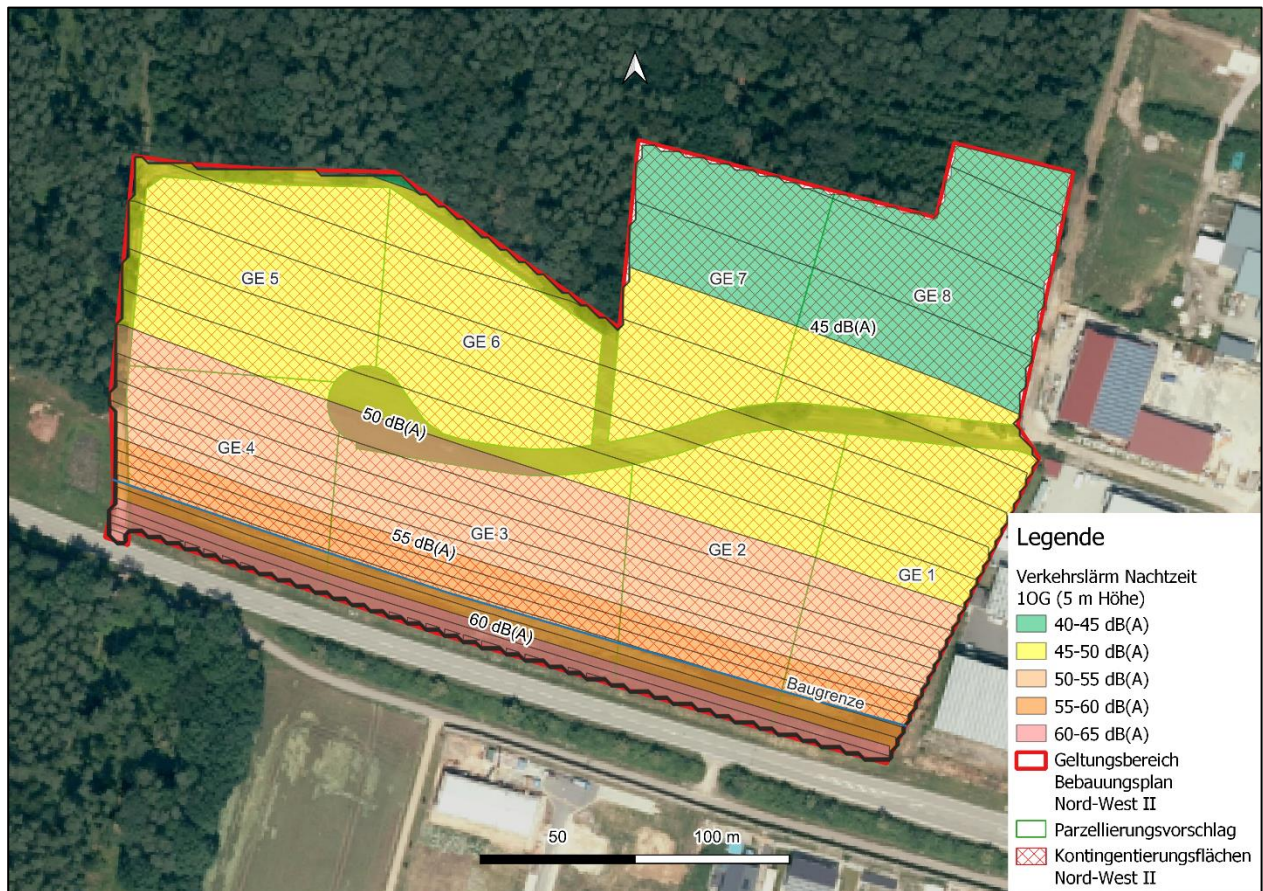 GE 5
GE 6
GE 7
GE 8
45 dB(A)
50 dB(A)
GE 4
GE 3
GE 2
GE 1
55 dB(A)
60 dB(A)
Baugrenze
50
100 m
Legende
Verkehrslärm Nachtzeit
1OG (5 m Höhe)
40-45 dB(A)
45-50 dB(A)
50-55 dB(A)
55-60 dB(A)
60-65 dB(A)
Geltungsbereich
Bebauungsplan
Nord-West II
Parzellierungsvorschlag
Kontingentierungsflächen
Nord-West II